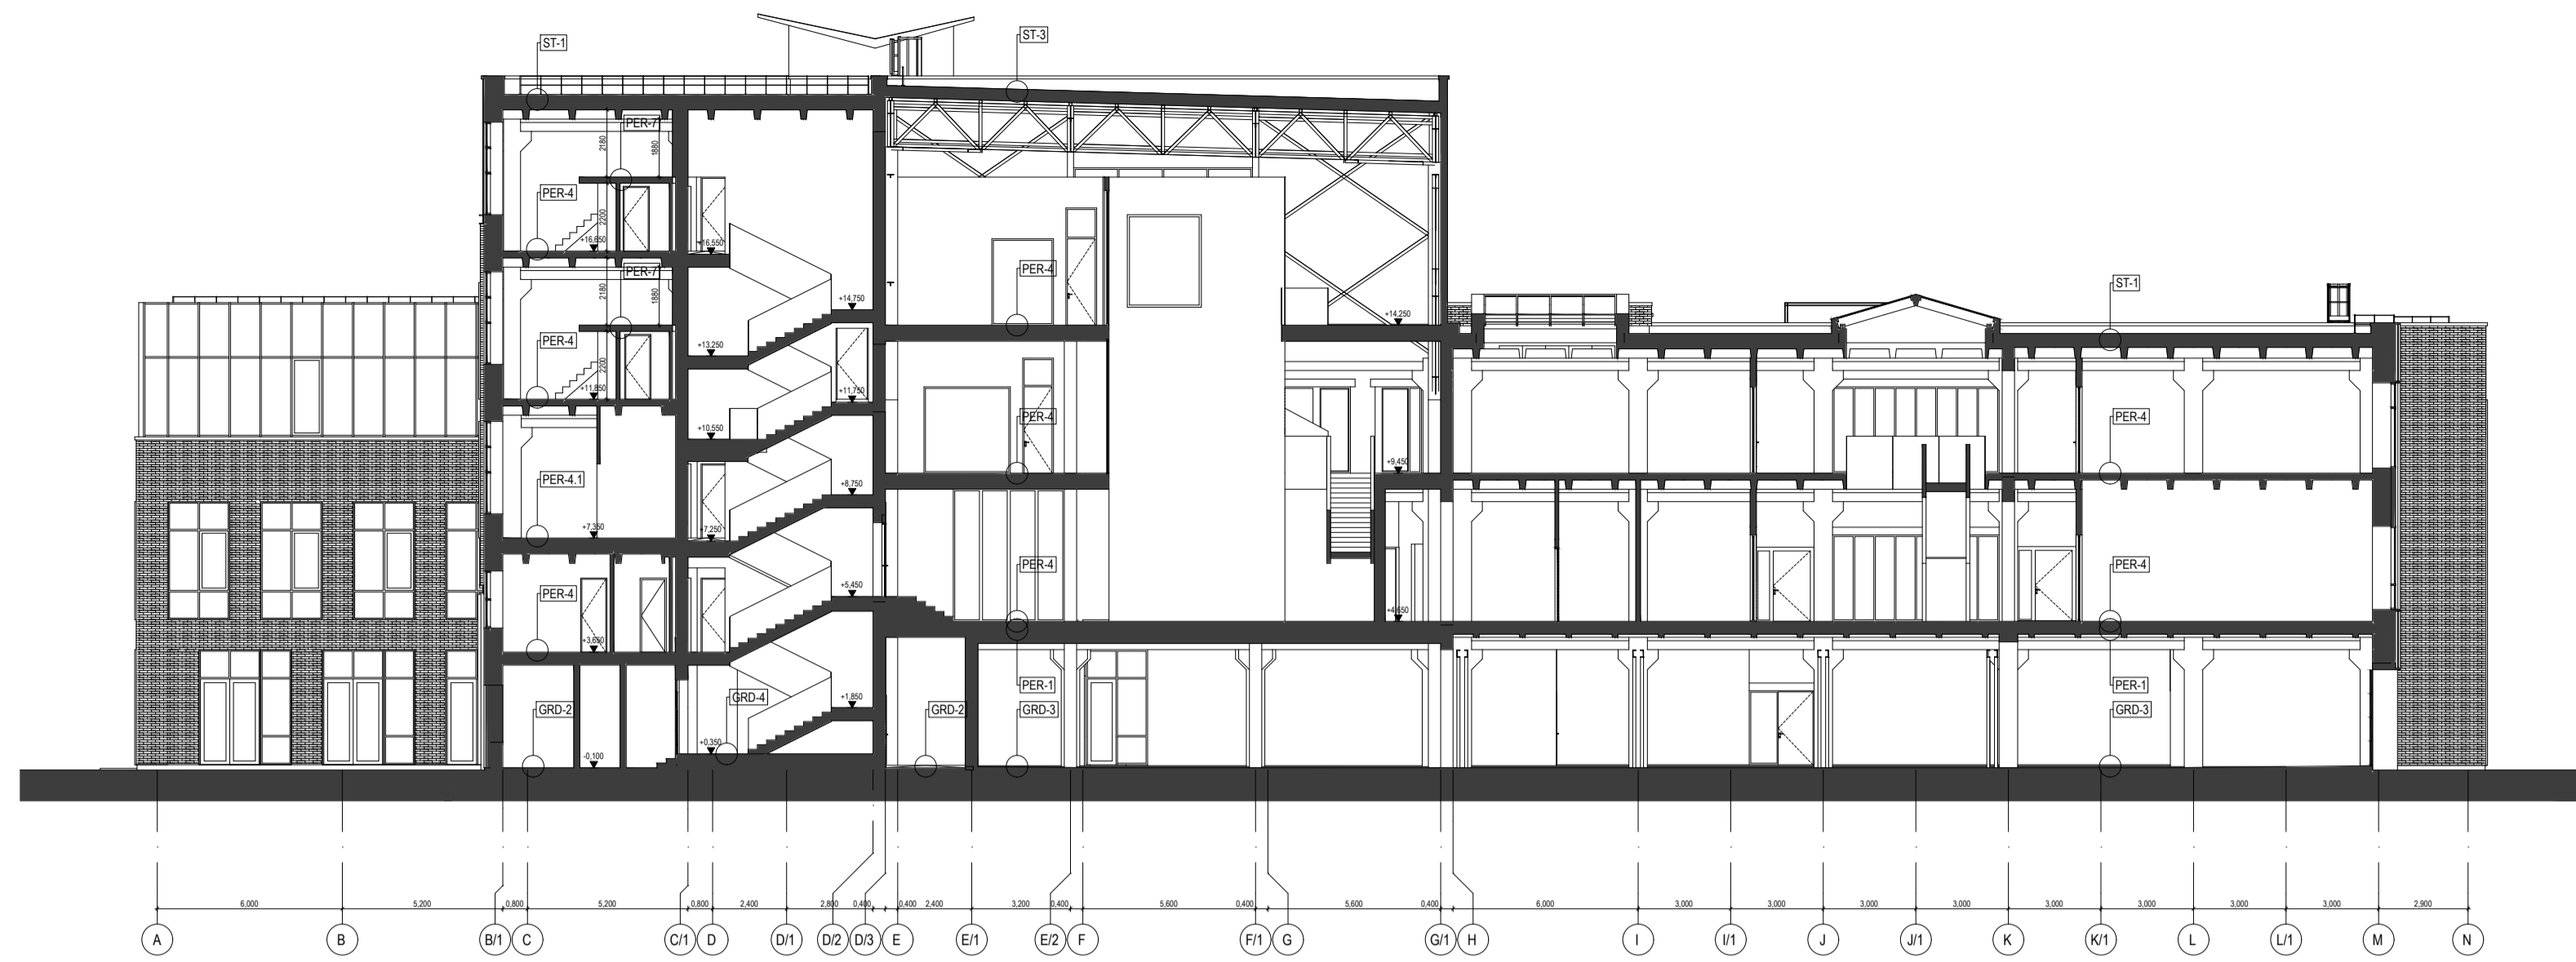 ST-3
ST-1
PER-7
2180
1880
PER-4
2200
+16,650
+16,550
PER-4
PER-7
2180
1880
ST-1
+14,750
+14,250
PER-4
+13,250
2200
+11,850
+11,750
PER-4
PER-4
+10,550
+9,450
PER-4.1
+8,750
+7,350
+7,250
PER-4
PER-4
PER-4
+5,450
+4,650
+3,650
PER-1
PER-1
GRD-4
+1,850
GRD-2
GRD-2
GRD-3
GRD-3
+0,350
-0,100
6,000 5,200 0,800 5,200 0,800 2,400 2,800 0,400 0,400 2,400 3,200 0,400 5,600 0,400 5,600 0,400 6,000 3,000 3,000 3,000 3,000 3,000 3,000 3,000 3,000 2,900
A B B/1 C C/1 D D/1 D/2 D/3 E E/1 E/2 F F/1 G G/1 H I I/1 J J/1 K K/1 L L/1 M N